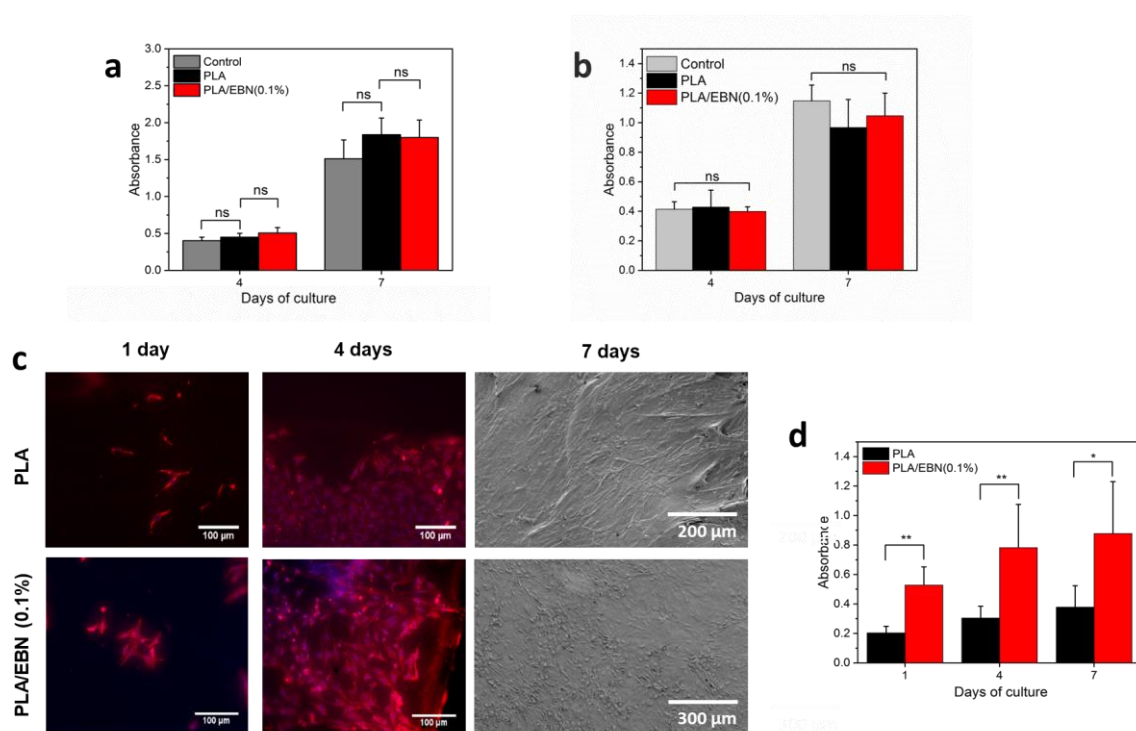 a
3.0
2.5
2.0
1.5
1.0
0.5
0.0
Absorbance
Control
PLA
PLA/EBN(0.1%)
ns
ns
ns
ns
4
7
Days of culture
b
1.4
1.2
1.0
0.8
0.6
0.4
0.2
0.0
Absorbance
Control
PLA
PLA/EBN(0.1%)
ns
ns
4
7
Days of culture
c
1 day
4 days
7 days
PLA
100 µm
100 µm
200 µm
PLA/EBN (0.1%)
100 µm
100 µm
300 µm
d
1.4
1.2
1.0
0.8
0.6
0.4
0.2
0.0
Absorbance
PLA
PLA/EBN(0.1%)
**
**
*
1
4
7
Days of culture
200 µm
300 µm